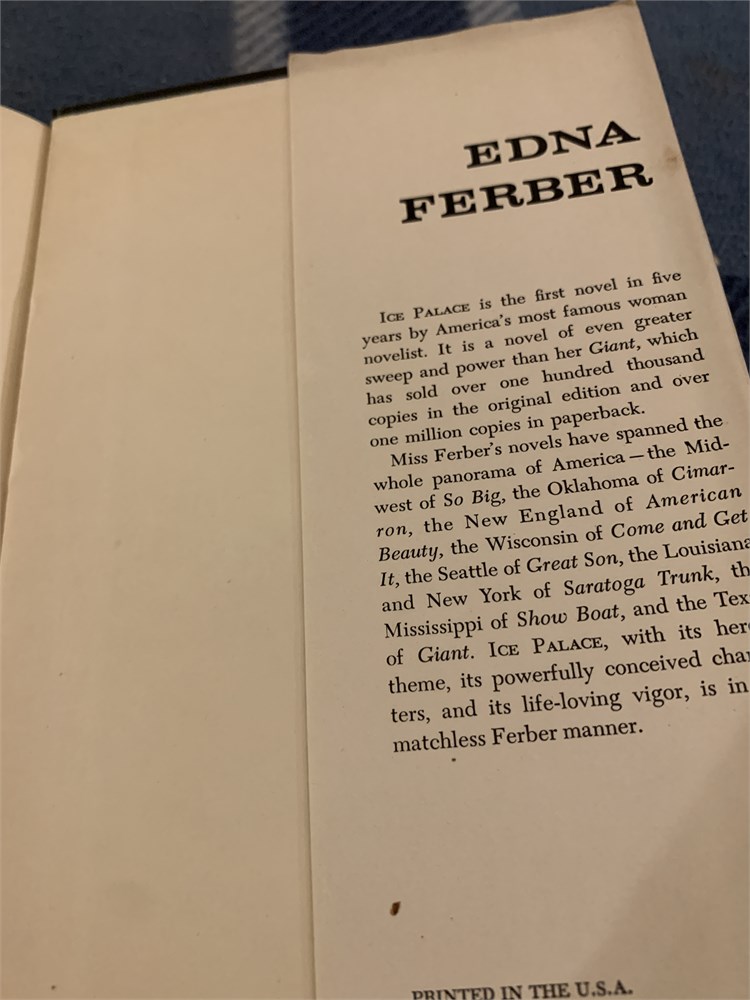 EDNA
FERBER
ICE PALACE is the first novel in five
years by America's most famous woman
novelist. It is a novel of even greater
sweep and power than her Giant, which
has sold over one hundred thousand
copies in the original edition and over
one million copies in paperback.
Miss Ferber's novels have spanned the
whole panorama of America—the Mid-
west of So Big, the Oklahoma of Cimar-
ron, the New England of American
Beauty, the Wisconsin of Come and Get
It, the Seattle of Great Son, the Louisiana
and New York of Saratoga Trunk, th
Mississippi of Show Boat, and the Tex
of Giant. ICE PALACE, with its her
theme, its powerfully conceived char
ters, and its life-loving vigor, is in
matchless Ferber manner.
PRINTED IN THE U.S.A.